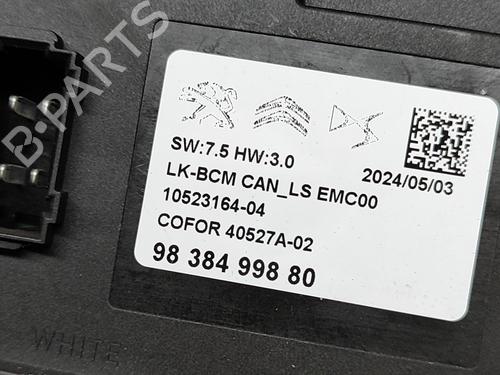 B-PARTS
SW:7.5 HW:3.0
2024/05/03
LK-BCM CAN_LS EMC00
10523164-04
COFOR 40527A-02
98 384 998 80
WHITE